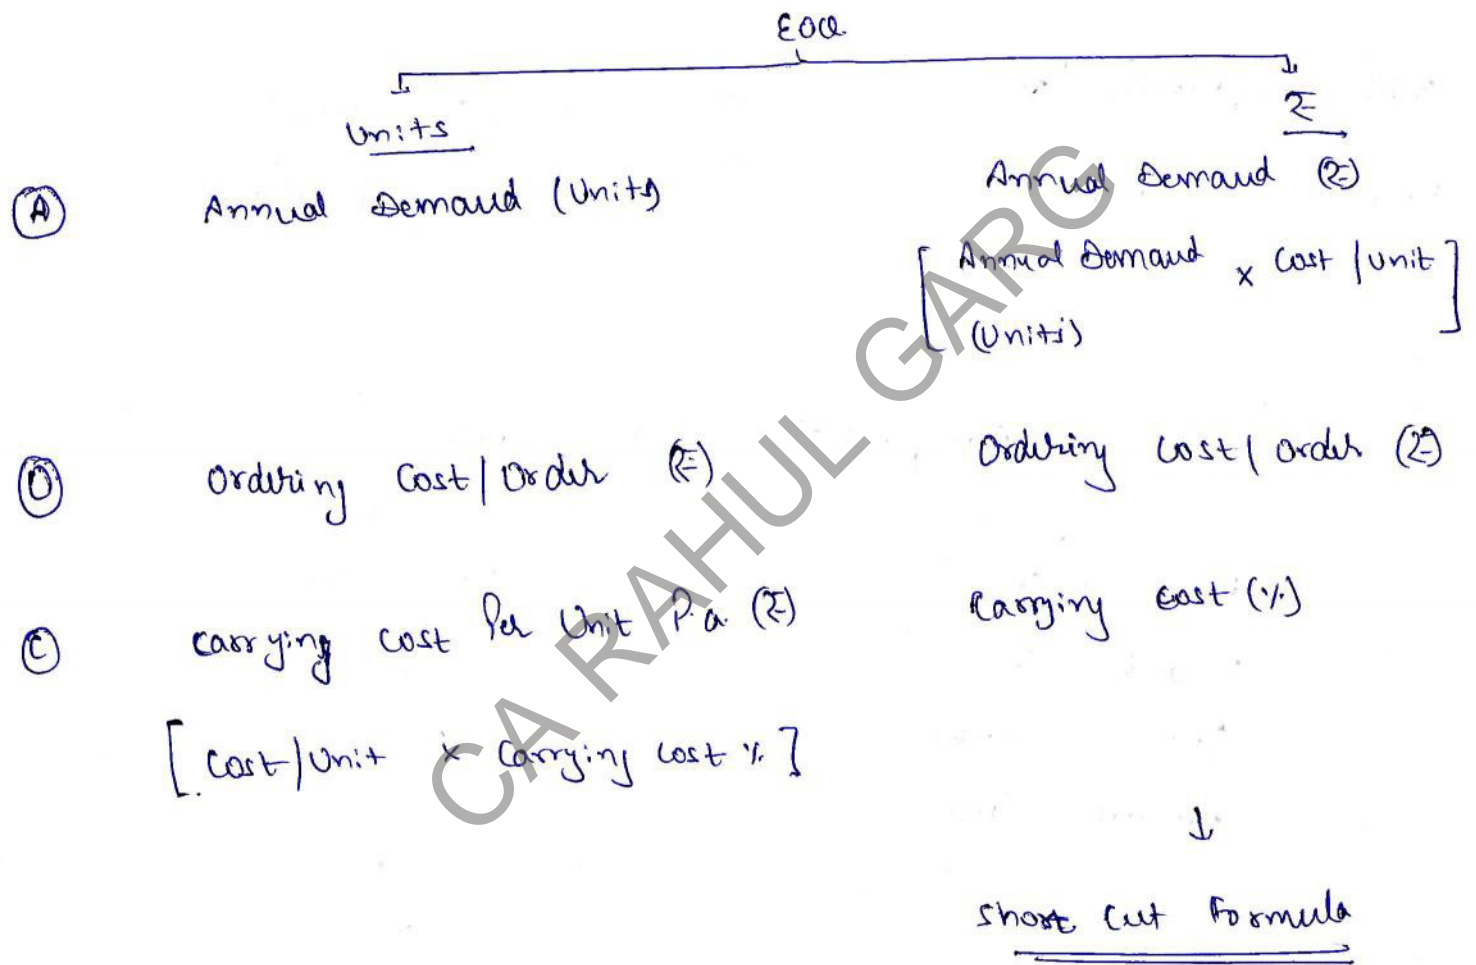 EOQ
Units ₹
Annual Demand (Units) Annual Demand (₹)
[Annual Demand (Units) x Cost/Unit]
A
O Ordering Cost/Order (₹) Ordering Cost/Order (₹)
C Carrying Cost Per Unit P.a. (₹) Carrying Cost (%)
[Cost/Unit x Carrying Cost %]
↓
Short Cut Formula
CA RAHUL GARG